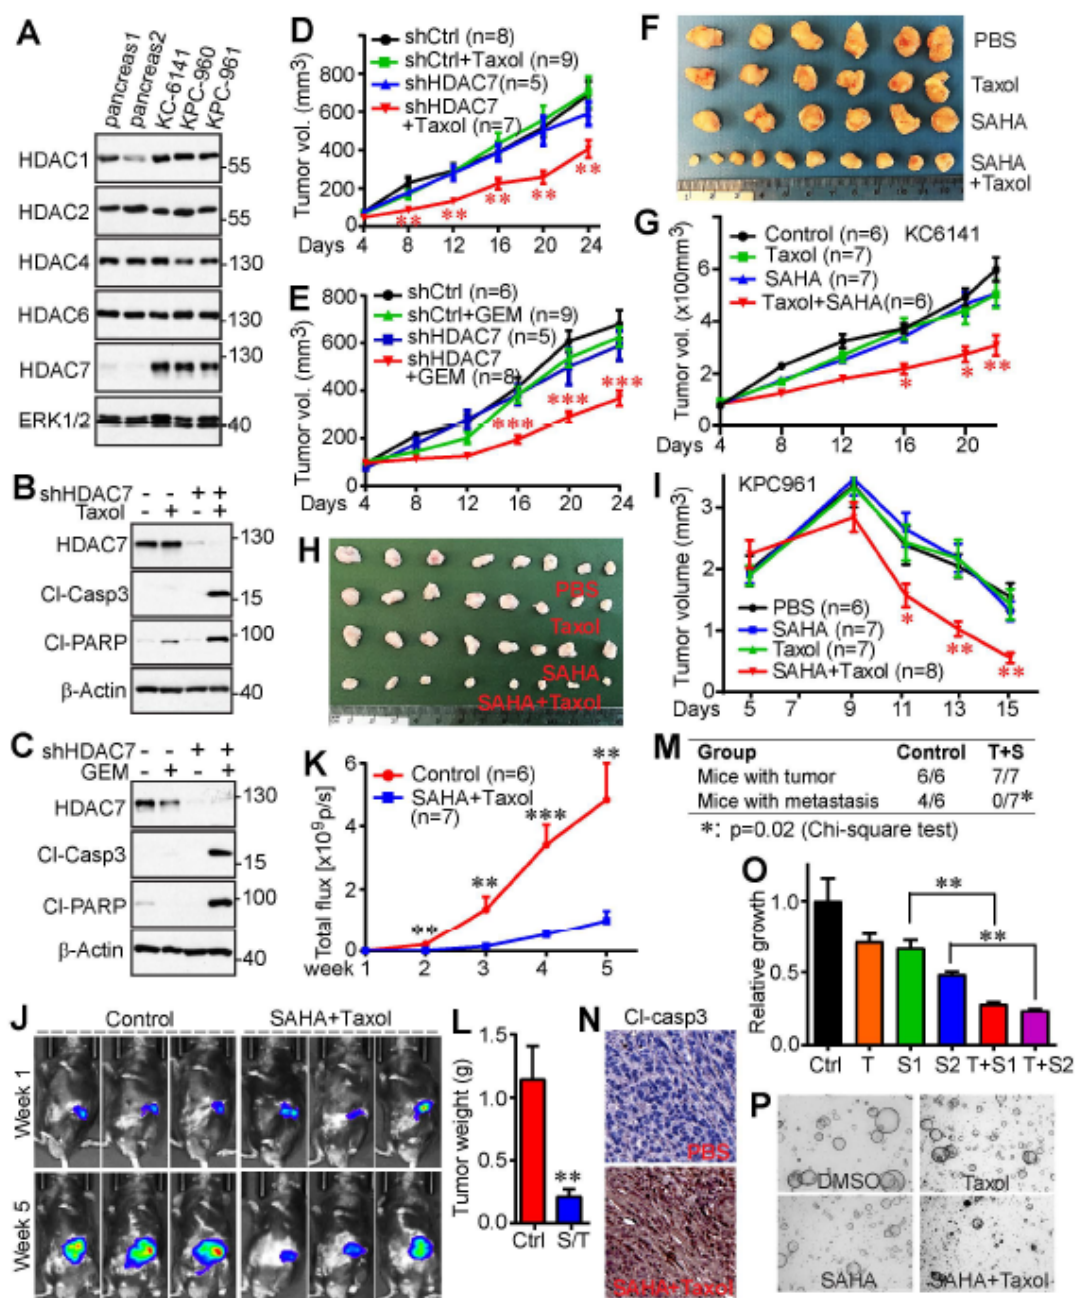 A
pancreas1
pancreas2
KC-6141
KPC-960
KPC-961
HDAC1
55
HDAC2
55
HDAC4
130
HDAC6
HDAC7
130
ERK1/2
40
B
shHDAC7 - - + +
Taxol - + - +
HDAC7
130
Cl-Casp3
15
Cl-PARP
100
β-Actin
40
C
shHDAC7 - - + +
GEM - + - +
HDAC7
130
Cl-Casp3
15
Cl-PARP
100
β-Actin
40
D
Tumor vol. (mm3)
shCtrl (n=8)
shCtrl+Taxol (n=9)
shHDAC7(n=5)
shHDAC7
+Taxol (n=7)
1000
800
600
400
200
0
** ** ** ** **
Days 4 8 12 16 20 24
E
Tumor vol. (mm3)
shCtrl (n=6)
shCtrl+GEM (n=9)
shHDAC7 (n=5)
shHDAC7
+GEM (n=8)
800
600
400
200
0
*** *** ***
Days 4 8 12 16 20 24
F
PBS
Taxol
SAHA
SAHA
+Taxol
G
Tumor vol. (x100mm3)
Control (n=6) KC6141
Taxol (n=7)
SAHA (n=7)
Taxol+SAHA(n=6)
6
4
2
0
* * **
Days 4 8 12 16 20
H
PBS
Taxol
SAHA
SAHA+Taxol
I
KPC961
Tumor volume (mm3)
3
2
1
0
PBS (n=6)
SAHA (n=7)
Taxol (n=7)
SAHA+Taxol (n=8)
* ** **
Days 5 7 9 11 13 15
J
Control SAHA+Taxol
Week 1
Week 5
K
Total flux [x10⁹p/s]
Control (n=6)
SAHA+Taxol
(n=7)
6
4
2
0
** ** *** **
week 1 2 3 4 5
L
Tumor weight (g)
1.5
1.0
0.5
0.0
**
Ctrl S/T
M
Group Control T+S
Mice with tumor 6/6 7/7
Mice with metastasis 4/6 0/7*
*: p=0.02 (Chi-square test)
N
Cl-casp3
PBS
SAHA+Taxol
O
Relative growth
1.0
0.5
0.0
**
**
Ctrl T S1 S2 T+S1 T+S2
P
DMSO
Taxol
SAHA
SAHA+Taxol